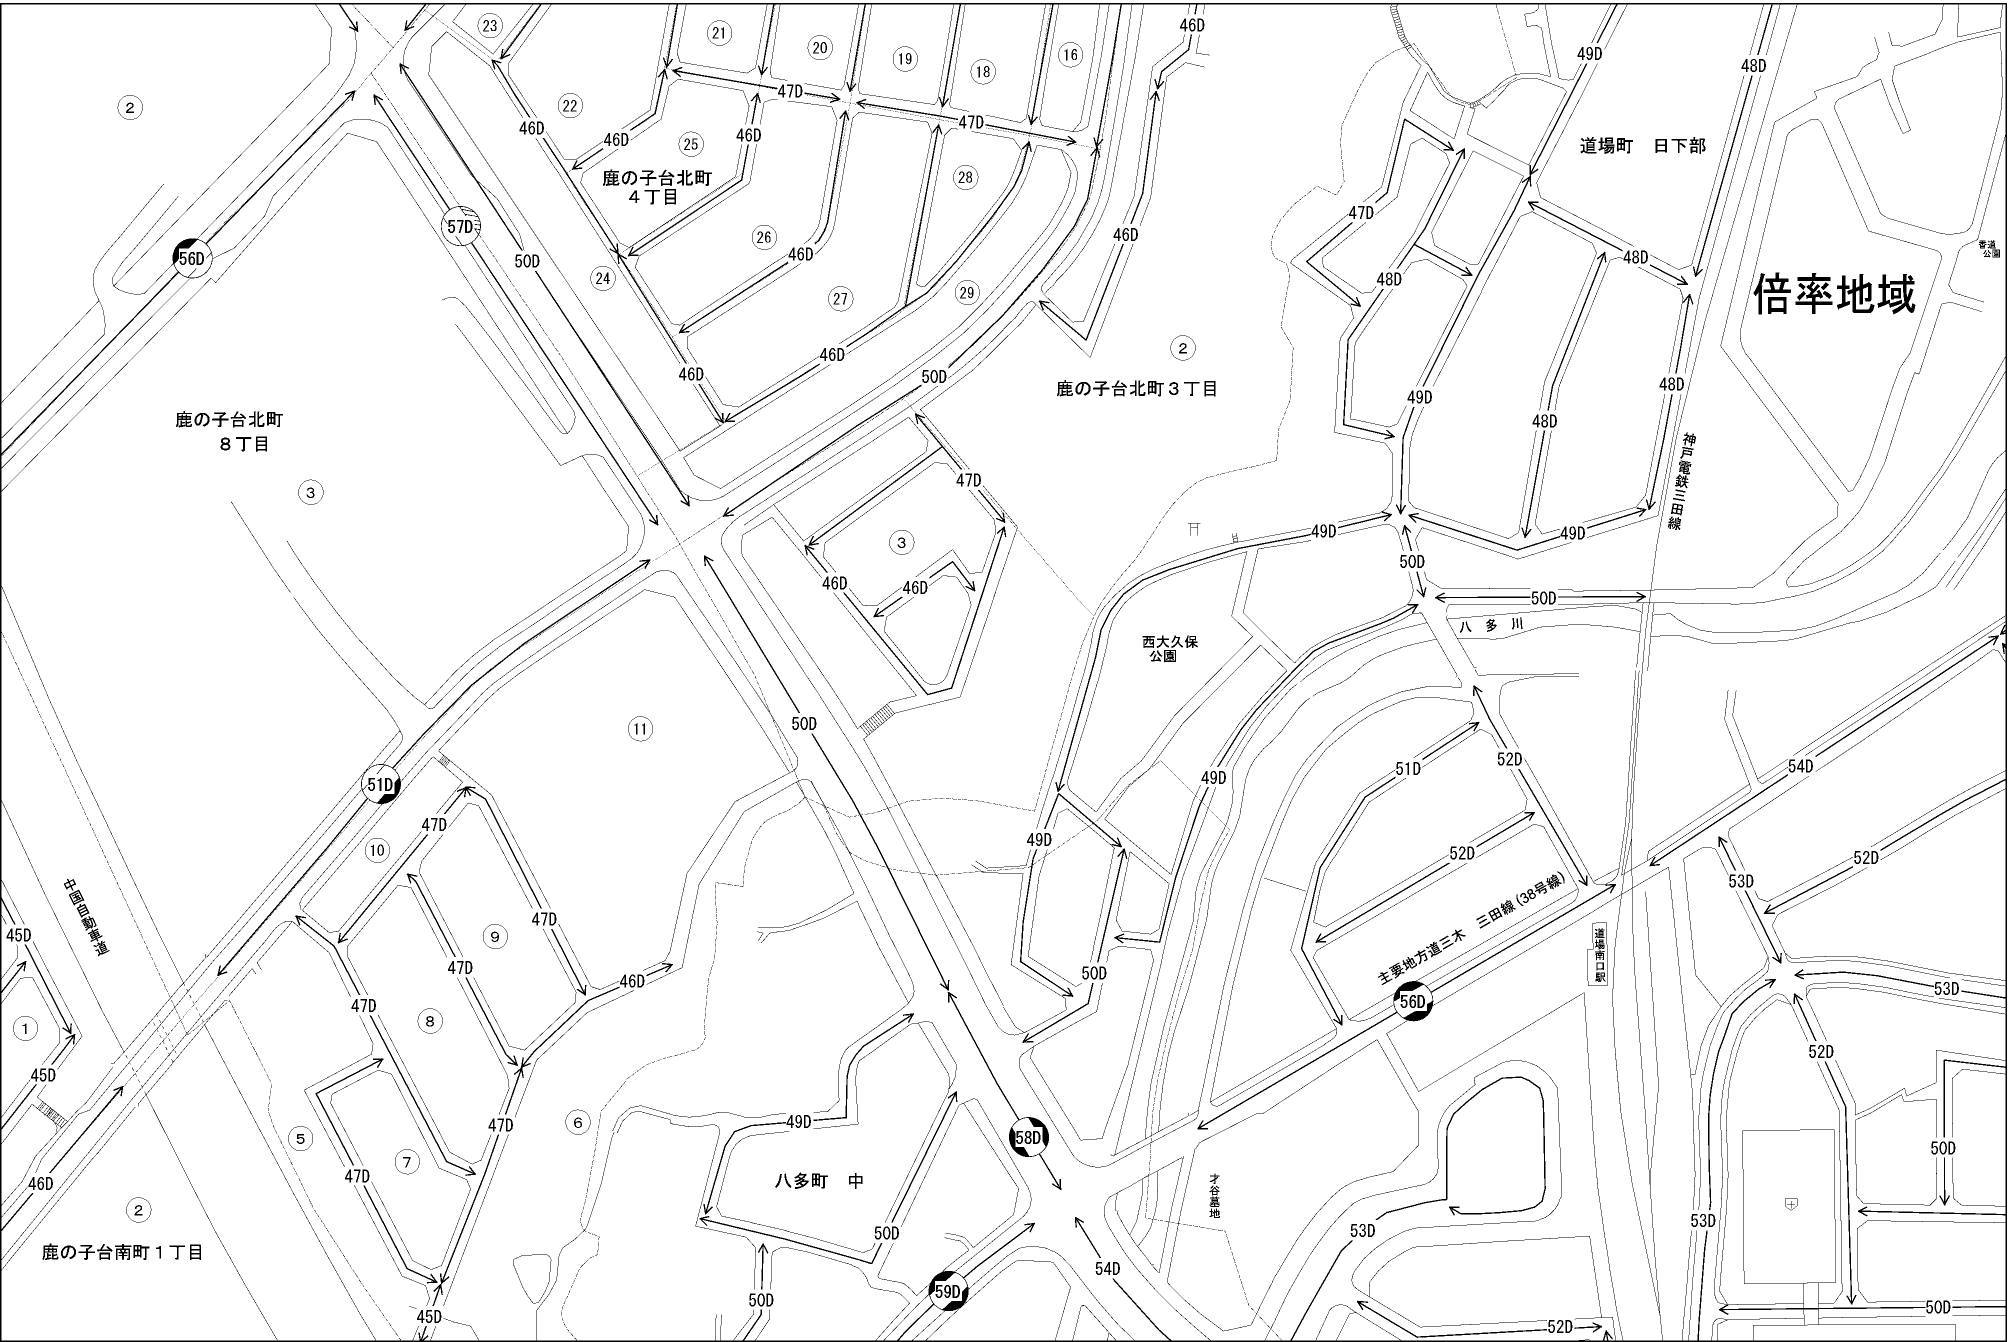 23
21
20
19
18
16
46D
49D
48D
2
22
47D
47D
46D
46D
25
46D
道場町　日下部
鹿の子台北町
４丁目
28
47D
57D
56D
50D
26
46D
46D
48D
48D
香道
公園
24
27
29
倍率地域
46D
46D
50D
2
鹿の子台北町３丁目
48D
49D
48D
鹿の子台北町
８丁目
3
47D
神戸電鉄三田線
3
49D
49D
50D
46D
46D
50D
八多川
西大久保
公園
50D
11
51D
49D
51D
52D
54D
47D
10
49D
52D
52D
53D
主要地方道三木　三田線(38号線)
中国自動車道
45D
47D
9
47D
46D
50D
道場南口駅
53D
56D
47D
8
1
45D
52D
49D
58D
6
47D
5
7
47D
46D
50D
2
八多町　中
才谷墓地
鹿の子台南町１丁目
50D
53D
53D
54D
59D
45D
50D
52D
50D